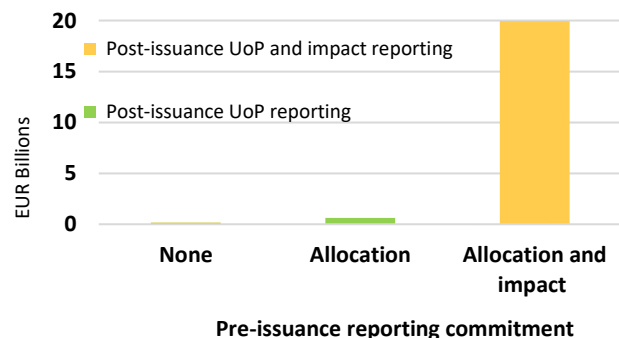 20
Post-issuance UoP and impact reporting
15
Post-issuance UoP reporting
10
5
0
EUR Billions
None
Allocation
Allocation and
impact
Pre-issuance reporting commitment